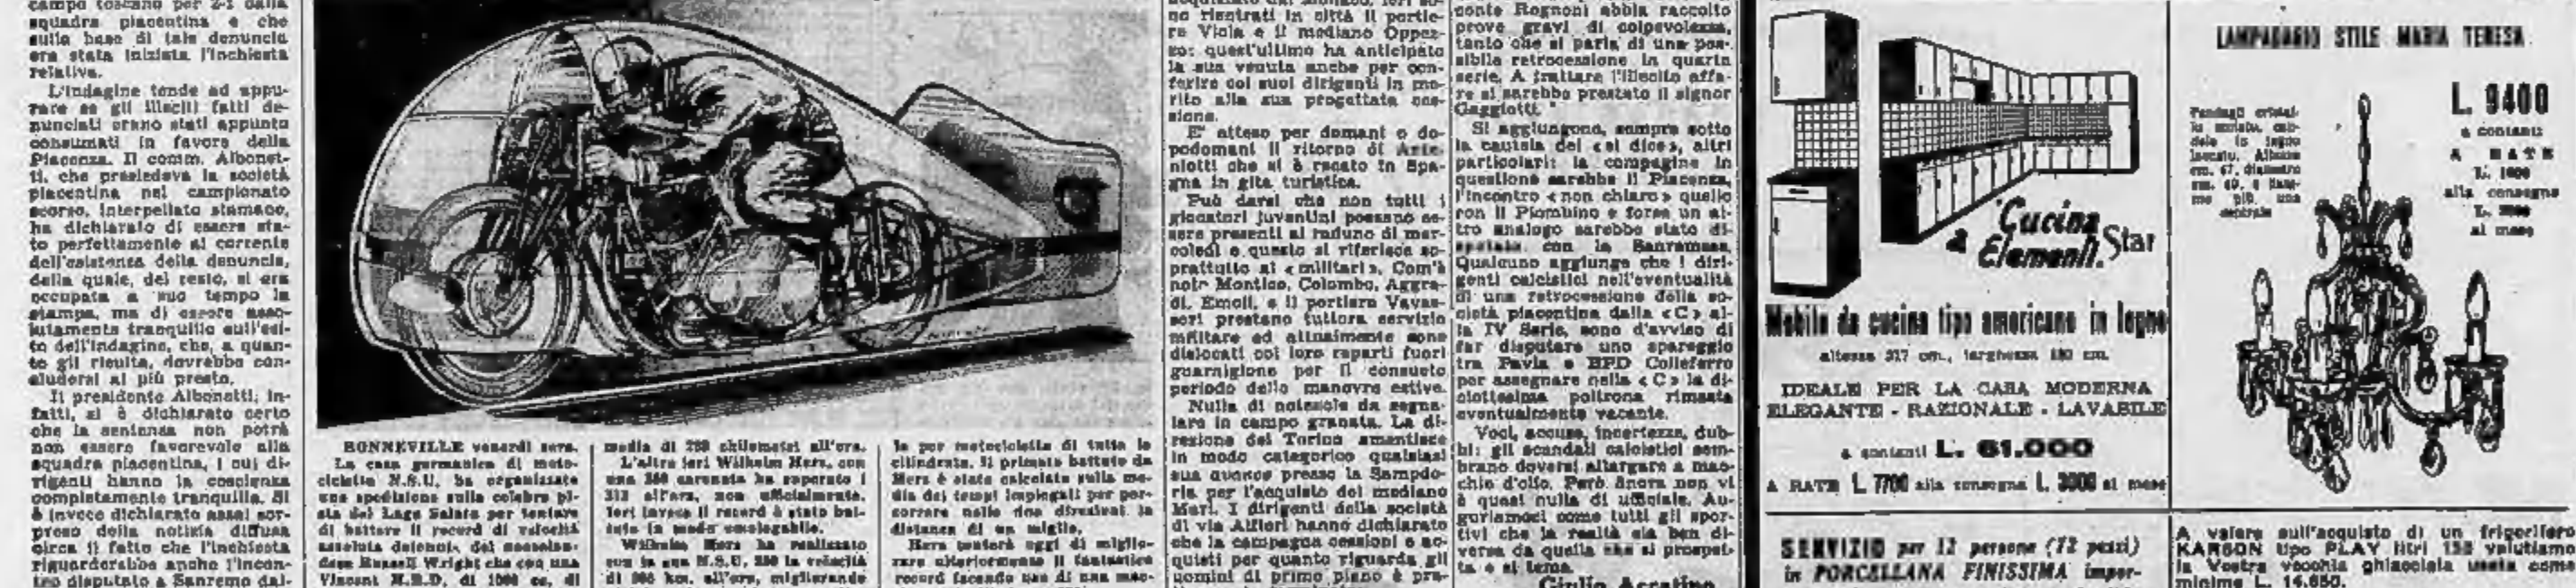 campo toscano per 2-1 dalla
squadra piacentina e che
sulla base di tale denuncia
era stata iniziata l'inchiesta
relativa.
L'indagine tende ad appu-
rare se gli illeciti fatti de-
nunciati erano stati appunto
consumati in favore della
Piacenza. Il comm. Albonet-
ti, che presiedeva la società
piacentina nel campionato
scorso, interpellato stamane,
ha dichiarato di essere sta-
to perfettamente al corrente
dell'esistenza della denuncia,
della quale, del resto, si era
occupata a suo tempo la
stampa, ma di essere asso-
lutamente tranquillo sull'esi-
to dell'indagine, che, a quan-
to gli risulta, dovrebbe con-
cludersi al più presto.
Il presidente Albonetti, in-
fatti, si è dichiarato certo
che la sentenza non potrà
non essere favorevole alla
squadra piacentina, i cui di-
rigenti hanno la coscienza
completamente tranquilla. Si
è invece dichiarato assai sor-
preso della notizia diffusa
circa il fatto che l'inchiesta
riguarderebbe anche l'incon-
tro disputato a Sanremo dal-
BONNEVILLE venerdì sera.
La casa germanica di moto-
ciclette N.S.U. ha organizzato
una spedizione sulla celebre pi-
sta del Lago Salato per tentare
di battere il record di velocità
assoluta detenuto dal neozelan-
dese Russell Wright che con una
Vincent H.R.D. di 1000 cc. di
media di chilometri all'ora.
L'altro ieri Wilhelm Herz, con
una 350 carenata ha superato i
all'ora, non ufficialmente.
Ieri invece il record è stato bat-
tuto in modo omologabile.
Wilhelm Herz ha realizzato
con la sua N.S.U. la velocità
di km. all'ora, migliorando
lo per motociclette di tutte le
cilindrate. Il primato battuto da
Herz è stato calcolato sulla me-
dia dei tempi impiegati per per-
correre nelle due direzioni la
distanza di un miglio.
Herz tenterà oggi di miglio-
rare ulteriormente il fantastico
record facendo uso di una mac-
no rientrati in città il portie-
re Viola e il mediano Oppez-
zo: quest'ultimo ha anticipato
la sua venuta anche per con-
ferire coi suoi dirigenti in me-
rito alla sua progettata ces-
sione.
E' atteso per domani o do-
podomani il ritorno di
niotti che si è recato in Spa-
gna in gita turistica.
Può darsi che non tutti i
giocatori juventini possano es-
sere presenti al raduno di mer-
coledì e questo si riferisce so-
prattutto ai « militari ». Com'è
noto Montico, Colombo, Aggra-
di, Emoli, e il portiere Vavas-
sori prestano tuttora servizio
militare ed attualmente sono
dislocati coi loro reparti fuori
guarnigione per il consueto
periodo delle manovre estive.
Nulla di notevole da segna-
lare in campo granata. La di-
rezione del Torino smentisce
in modo categorico qualsiasi
sua avance presso la Sampdo-
ria per l'acquisto del mediano
Mari. I dirigenti della società
di via Alfieri hanno dichiarato
che la campagna cessioni e ac-
quisti per quanto riguarda gli
uomini di primo piano è pra-
conte Rognoni abbia raccolto
prove gravi di colpevolezza,
tanto che si parla di una pos-
sibile retrocessione in quarta
serie. A trattare l'illecito affa-
re si sarebbe prestato il signor
Gaggiotti.
Si aggiungono, sempre sotto
la cautela del « si dice », altri
particolari: la compagine in
questione sarebbe il Piacenza,
l'incontro « non chiaro » quello
con il Piombino e forse un al-
tro analogo sarebbe stato di-
sputato con la Sanremese.
Qualcuno aggiunge che i diri-
genti calcistici nell'eventualità
di una retrocessione della so-
cietà piacentina dalla « C » al-
la IV Serie, sono d'avviso di
far disputare uno spareggio
tra Pavia e BPD Colleferro
per assegnare nella « C » la di-
ciottesima poltrona rimasta
eventualmente vacante.
Voci, accuse, incertezze, dub-
bi: gli scandali calcistici sem-
brano doversi allargare a mac-
chia d'olio. Però ancora non vi
è quasi nulla di ufficiale. Au-
guriamoci come tutti gli spor-
tivi che la realtà sia ben di-
versa da quella che si prospet-
ta e si teme.
Giulio Accatino
Cucina
a Elementi Star
Mobile da cucina tipo americano in legno
altezza 217 cm., larghezza cm.
IDEALE PER LA CASA MODERNA
ELEGANTE - RAZIONALE - LAVABILE
a contanti L. 61.000
A RATE L. 7700 alla consegna L. 3000 al mese
SERVIZIO per 12 persone (72 pezzi)
in PORCELLANA FINISSIMA impor-
LAMPADARIO STILE MARIA TERESA
L. 9400
a contanti
A RATE
alla consegna
al mese
A valere sull'acquisto di un frigorifero
KARSON tipo PLAY litri valutiamo
la Vostra vecchia ghiacciaia usata come
minimo L. 14.650.